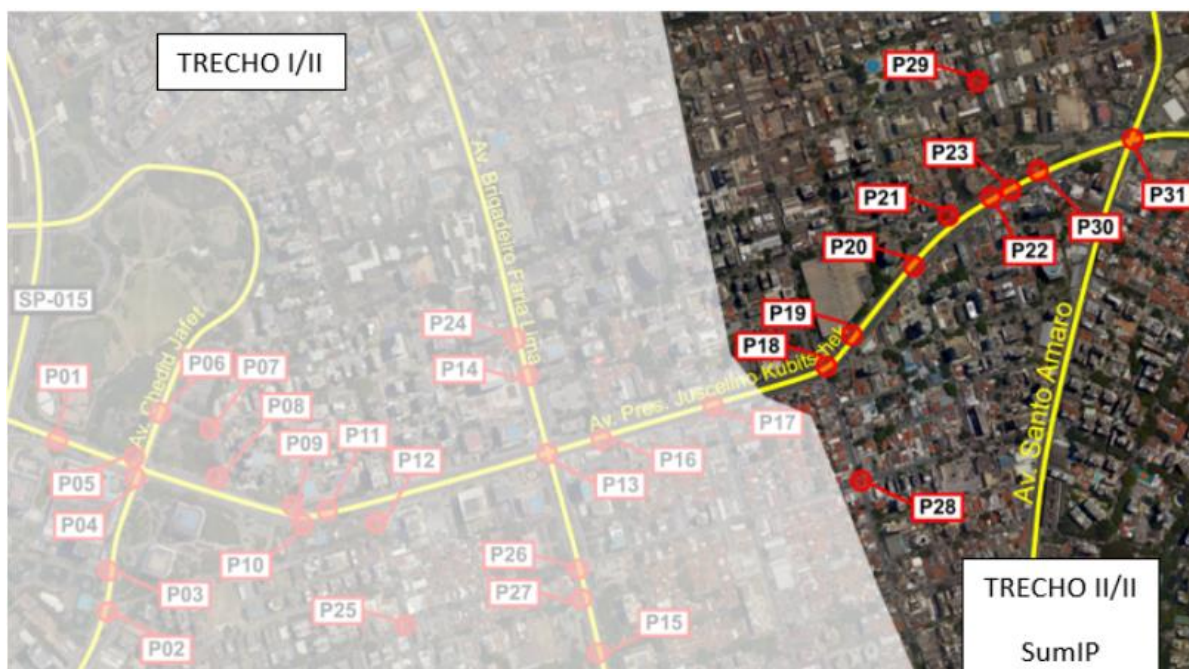 TRECHO I/II
P29
P23
P31
P21
P30
P22
P20
SP-015
Av. Chedid Jafet
Av. Brigadeiro Faria Lima
P24
P19
P18
P14
P01
P06
P07
P08
P09
P11
P12
Av. Pres. Juscelino Kubitschek
P17
P16
P13
Av. Santo Amaro
P05
P04
P28
P10
P26
P03
P27
P25
P02
P15
TRECHO II/II
SumIP